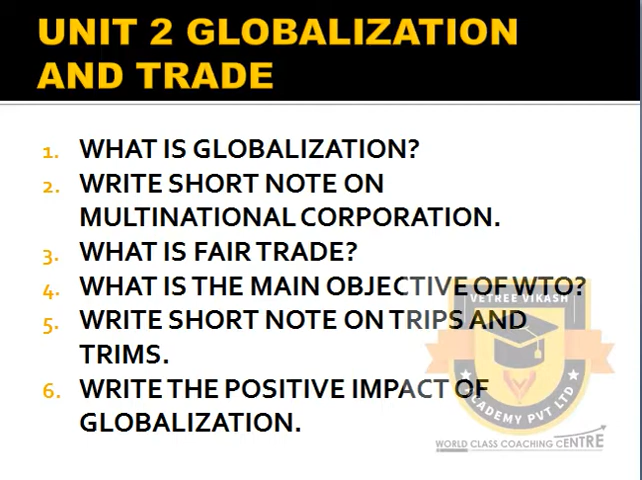 UNIT 2 GLOBALIZATION
AND TRADE
1. WHAT IS GLOBALIZATION?
2. WRITE SHORT NOTE ON
MULTINATIONAL CORPORATION.
3. WHAT IS FAIR TRADE?
4. WHAT IS THE MAIN OBJECTIVE OF WTO?
5. WRITE SHORT NOTE ON TRIPS AND
TRIMS.
6. WRITE THE POSITIVE IMPACT OF
GLOBALIZATION.
VETREE VIKASH
ACADEMY PVT LTD
WORLD CLASS COACHING CENTRE